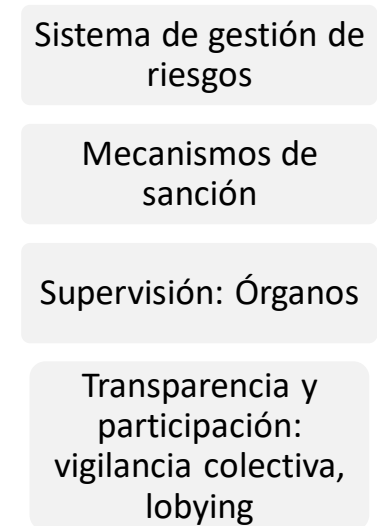 Sistema de gestión de
riesgos
Mecanismos de
sanción
Supervisión: Órganos
Transparencia y
participación:
vigilancia colectiva,
lobying